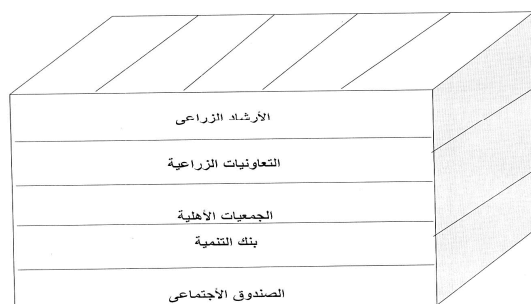 الأرشاد الزراعى
التعاونيات الزراعية
الجمعيات الأهلية
بنك التنمية
الصندوق الأجتماعى